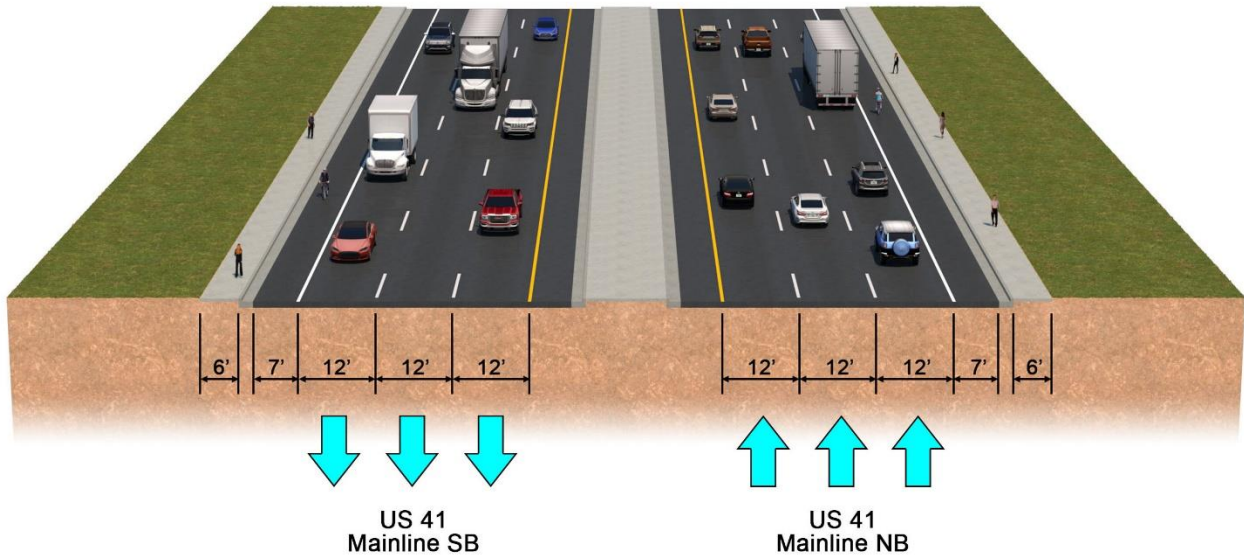 6’ 7’ 12’ 12’ 12’ 12’ 12’ 12’ 7’ 6’
US 41
Mainline SB
US 41
Mainline NB